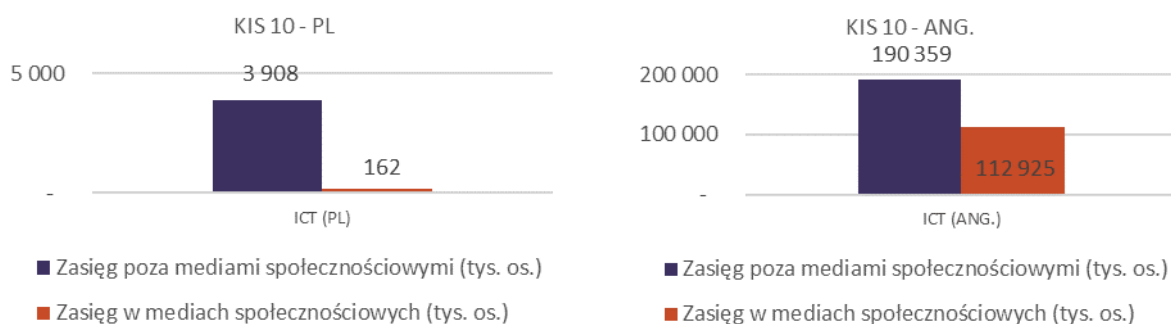 KIS 10 - PL
5 000
3 908
162
-
ICT (PL)
Zasięg poza mediami społecznościowymi (tys. os.)
Zasięg w mediach społecznościowych (tys. os.)
KIS 10 - ANG.
190 359
200 000
100 000
112 925
-
ICT (ANG.)
Zasięg poza mediami społecznościowymi (tys. os.)
Zasięg w mediach społecznościowych (tys. os.)